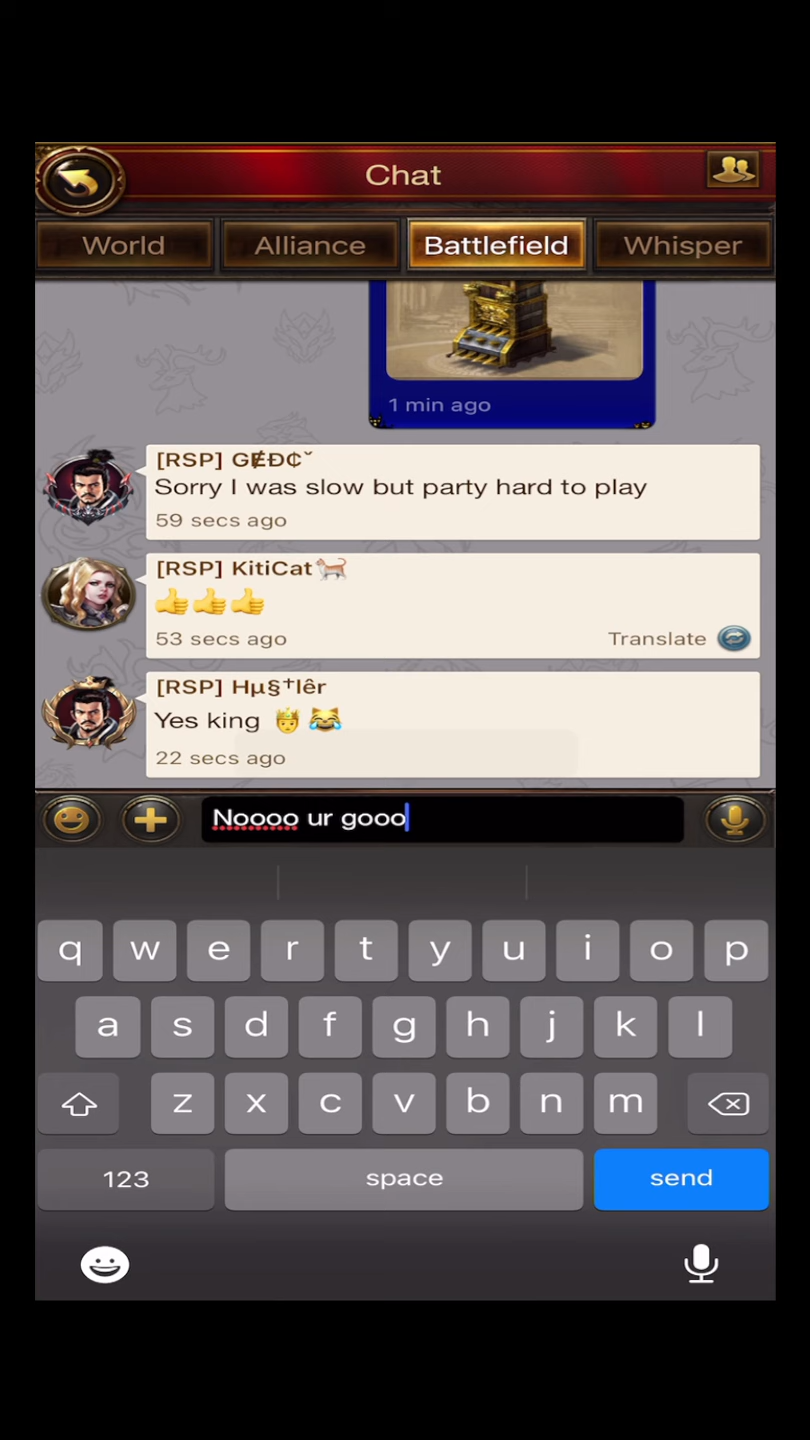 Chat
World
Alliance
Battlefield
Whisper
1 min ago
[RSP] GɆĐ₵ˇ
Sorry I was slow but party hard to play
59 secs ago
[RSP] KitiCat🐈
👍👍👍
53 secs ago
Translate
[RSP] Hµ§†lêr
Yes king 🤴 😹
22 secs ago
Noooo ur gooo
q w e r t y u i o p
a s d f g h j k l
z x c v b n m
123
space
send